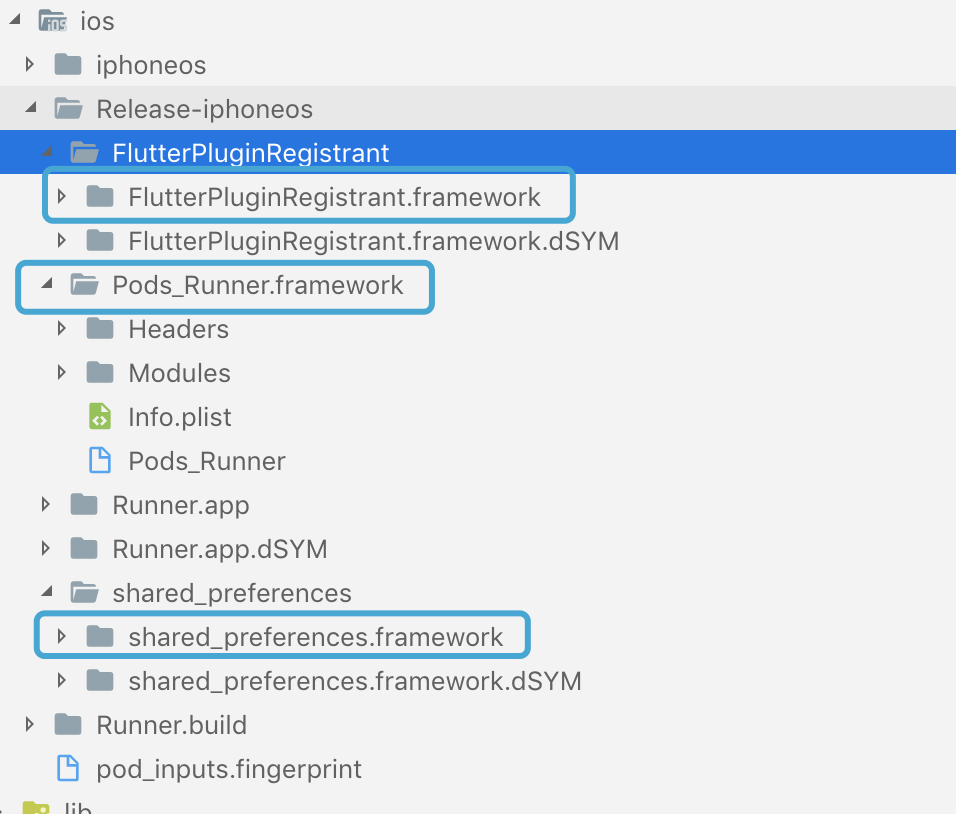 ios
iphoneos
Release-iphoneos
FlutterPluginRegistrant
FlutterPluginRegistrant.framework
FlutterPluginRegistrant.framework.dSYM
Pods_Runner.framework
Headers
Modules
Info.plist
Pods_Runner
Runner.app
Runner.app.dSYM
shared_preferences
shared_preferences.framework
shared_preferences.framework.dSYM
Runner.build
pod_inputs.fingerprint
lib